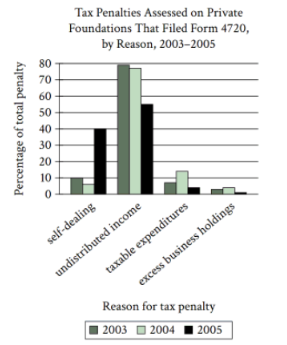 Tax Penalties Assessed on Private
Foundations That Filed Form 4720,
by Reason, 2003–2005
Percentage of total penalty
80
70
60
50
40
30
20
10
0
self-dealing
undistributed income
taxable expenditures
excess business holdings
Reason for tax penalty
2003 2004 2005